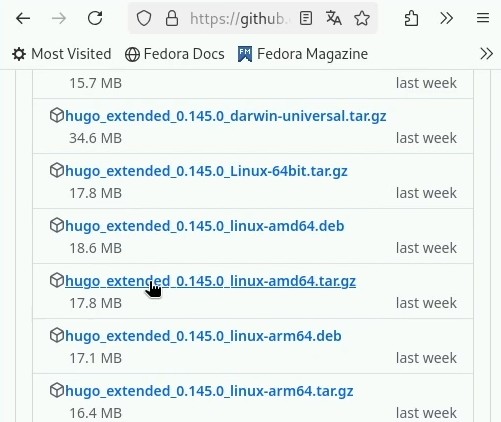 https://github.
Most Visited Fedora Docs FM Fedora Magazine
15.7 MB last week
hugo_extended_0.145.0_darwin-universal.tar.gz
34.6 MB last week
hugo_extended_0.145.0_Linux-64bit.tar.gz
17.8 MB last week
hugo_extended_0.145.0_linux-amd64.deb
18.6 MB last week
hugo_extended_0.145.0_linux-amd64.tar.gz
17.8 MB last week
hugo_extended_0.145.0_linux-arm64.deb
17.1 MB last week
hugo_extended_0.145.0_linux-arm64.tar.gz
16.4 MB last week